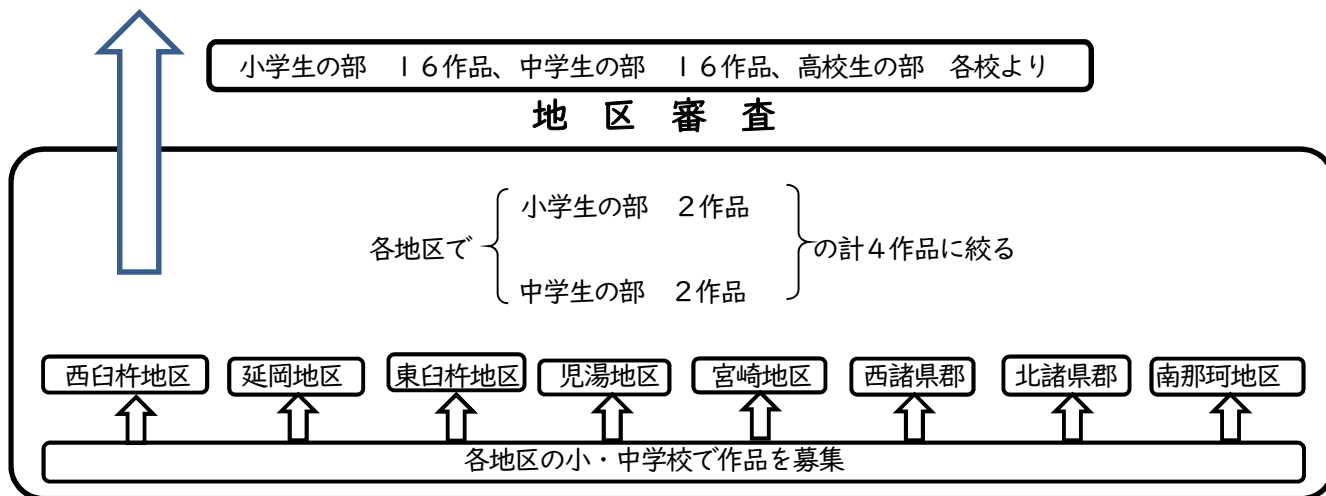 小学生の部　１６作品、中学生の部　１６作品、高校生の部　各校より
地　区　審　査
小学生の部　２作品
各地区で
の計４作品に絞る
中学生の部　２作品
西臼杵地区
延岡地区
東臼杵地区
児湯地区
宮崎地区
西諸県郡
北諸県郡
南那珂地区
各地区の小・中学校で作品を募集